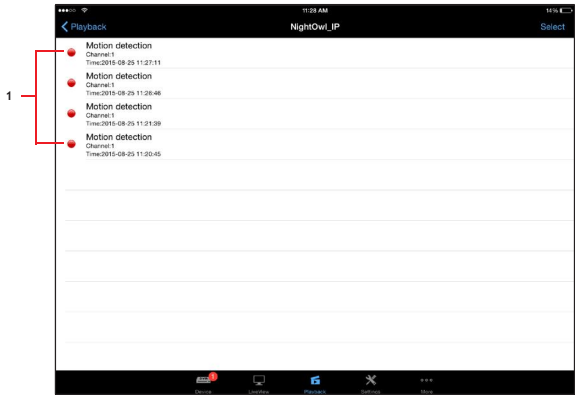 11:28 AM
14%
Playback
NightOwl_IP
Select
Motion detection
Channel:1
Time:2015-08-25 11:27:11
Motion detection
Channel:1
Time:2015-08-25 11:26:46
Motion detection
Channel:1
Time:2015-08-25 11:21:39
Motion detection
Channel:1
Time:2015-08-25 11:20:45
1
1
Device
LiveView
Playback
Settings
More